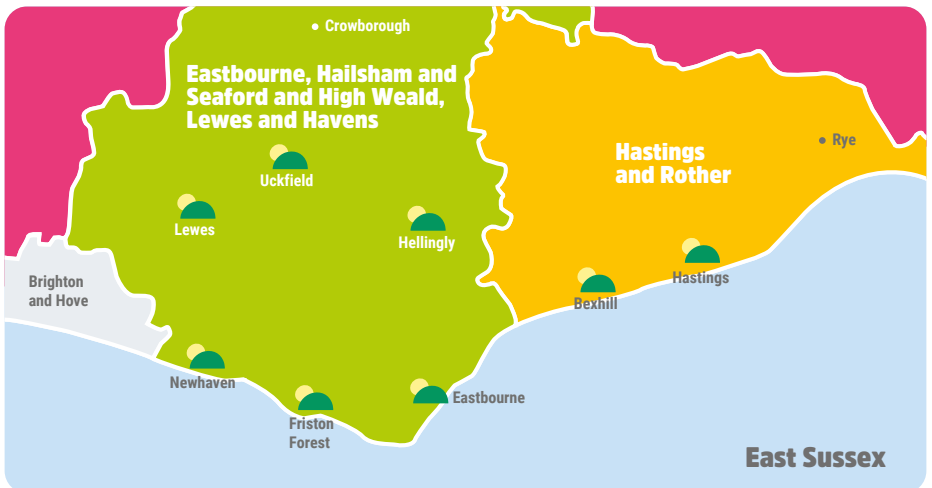 Crowborough
Eastbourne, Hailsham and
Seaford and High Weald,
Lewes and Havens
Hastings
and Rother
Rye
Uckfield
Lewes
Hellingly
Brighton
and Hove
Bexhill
Hastings
Newhaven
Friston
Forest
Eastbourne
East Sussex